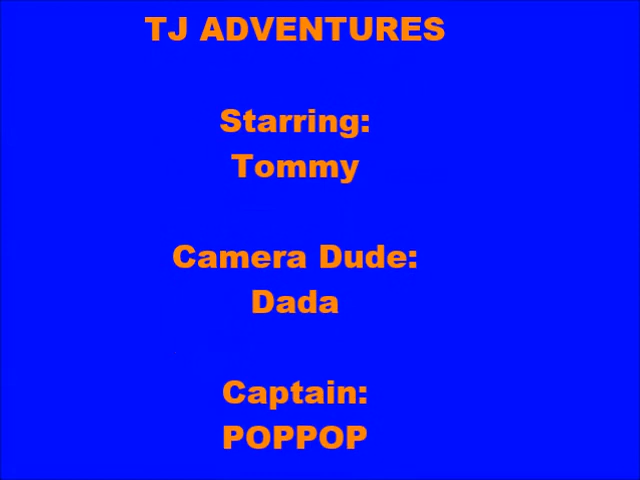 TJ ADVENTURES
Starring:
Tommy
Camera Dude:
Dada
Captain:
POPPOP